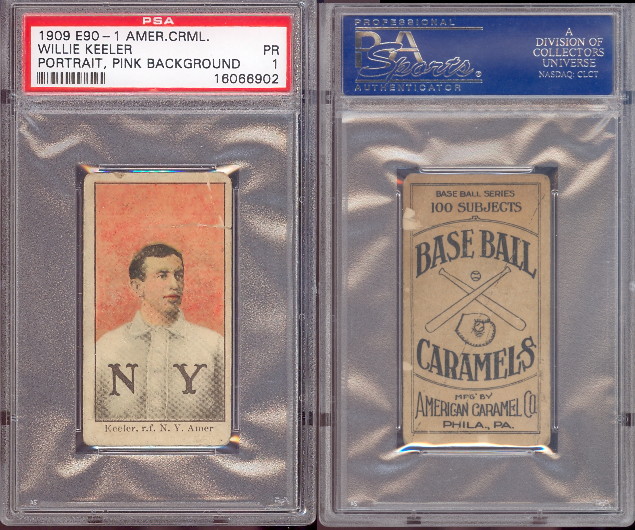 PSA
1909 E90-1 AMER.CRML.
WILLIE KEELER PR
PORTRAIT, PINK BACKGROUND 1
16066902
N Y
Keeler, r.f. N. Y. Amer
PROFESSIONAL
PSA
Sports
AUTHENTICATOR
A
DIVISION OF
COLLECTORS
UNIVERSE
NASDAQ: CLCT
BASE BALL SERIES
100 SUBJECTS
BASE BALL
CARAMELS
MFG' BY
AMERICAN CARAMEL CO.
PHILA., PA.